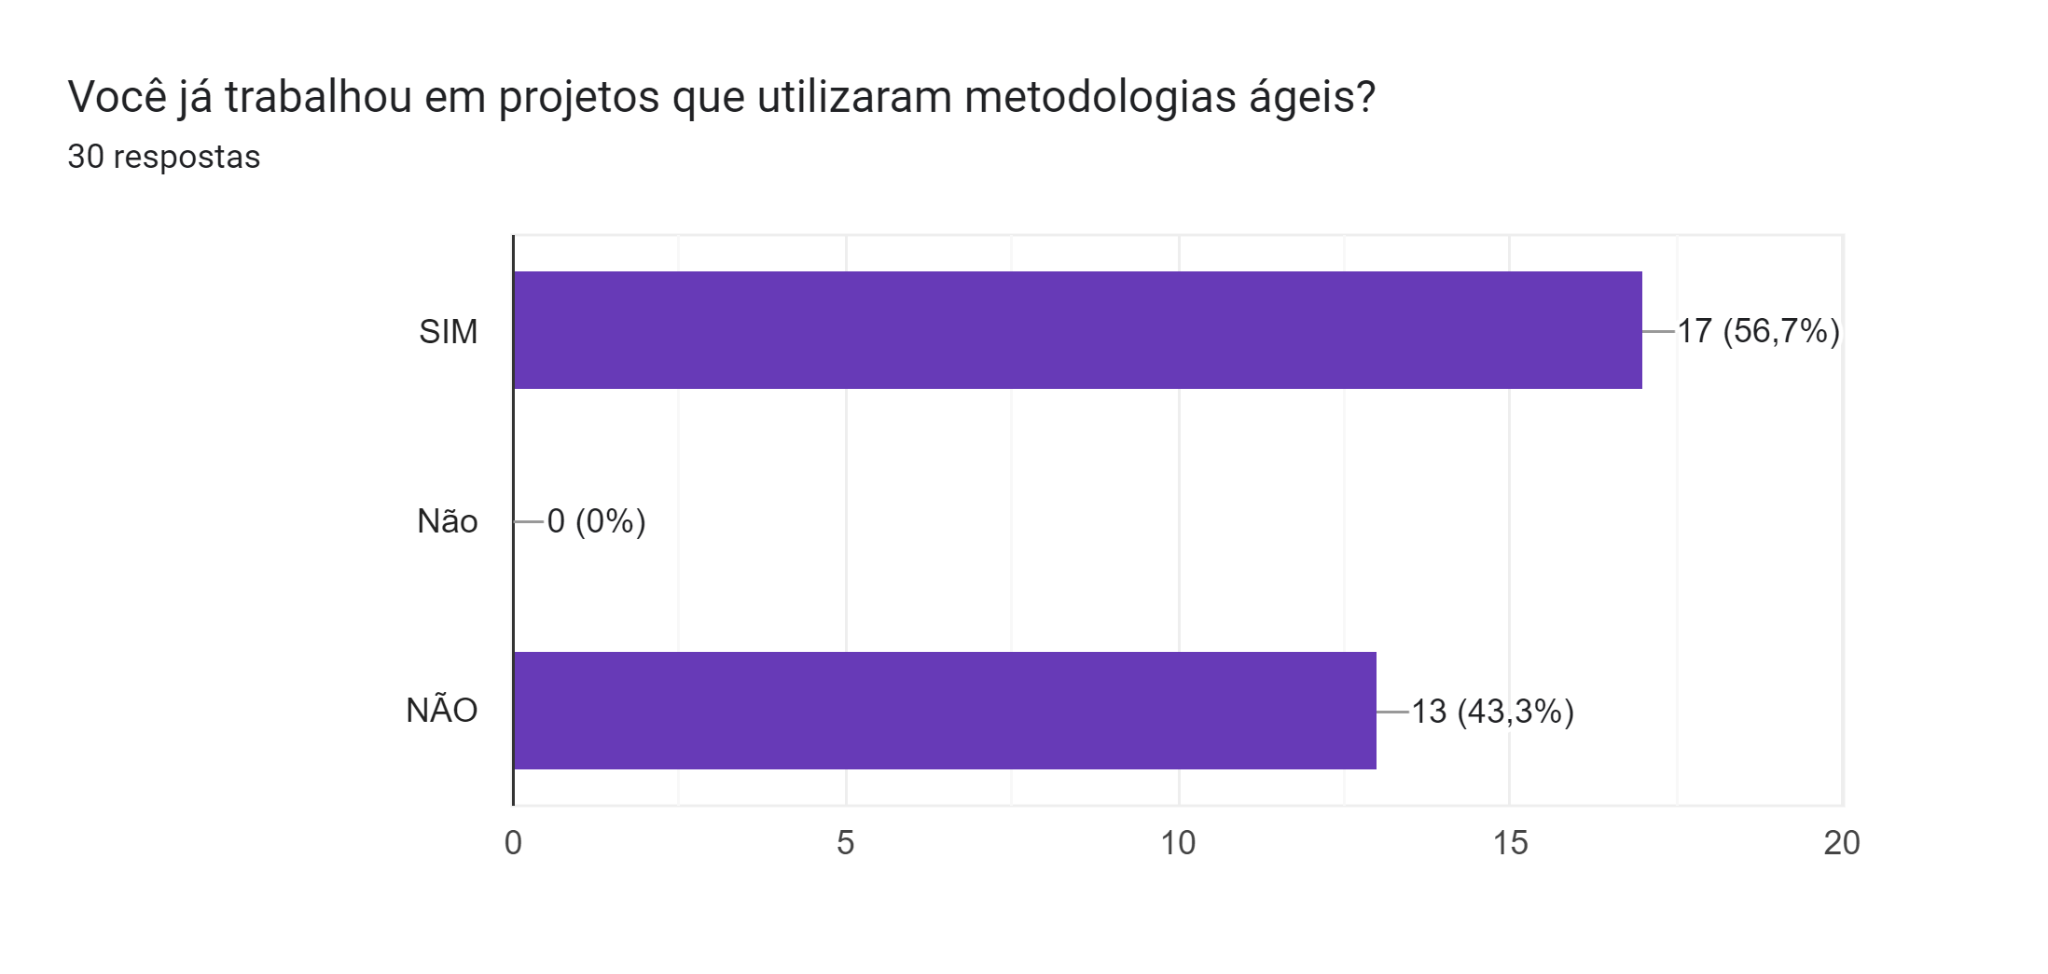 Você já trabalhou em projetos que utilizaram metodologias ágeis?
30 respostas
SIM
17 (56,7%)
Não
0 (0%)
NÃO
13 (43,3%)
0
5
10
15
20